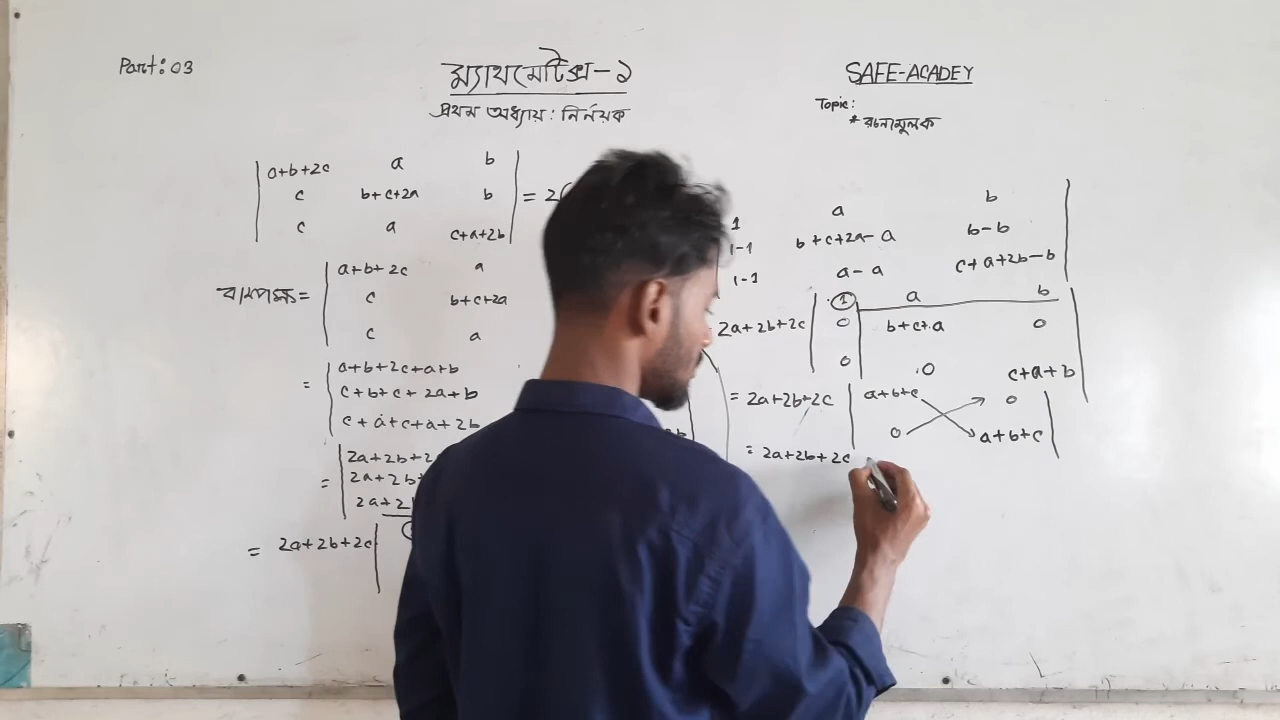 Part: 03
ম্যাথমেটিক্স-১
প্রথম অধ্যায়: নির্নয়ক
SAFE-ACADEY
Topic:
* রচনামূলক
| a+b+2c a b |
| c b+c+2a b | = 2(
| c a c+a+2b |
বামপক্ষ = | a+b+2c a
| c b+c+2a
| c a
= | a+b+2c+a+b
| c+b+c+2a+b
| c+a+c+a+2b
= | 2a+2b+2
| 2a+2b+
| 2a+2
= 2a+2b+2c |
1 a b |
1-1 b+c+2a-a b-b |
1-1 a-a c+a+2b-b |
| 1 a b |
2a+2b+2c | 0 b+c+a 0 |
| 0 0 c+a+b |
= 2a+2b+2c | a+b+c 0 |
| 0 a+b+c |
= 2a+2b+2c